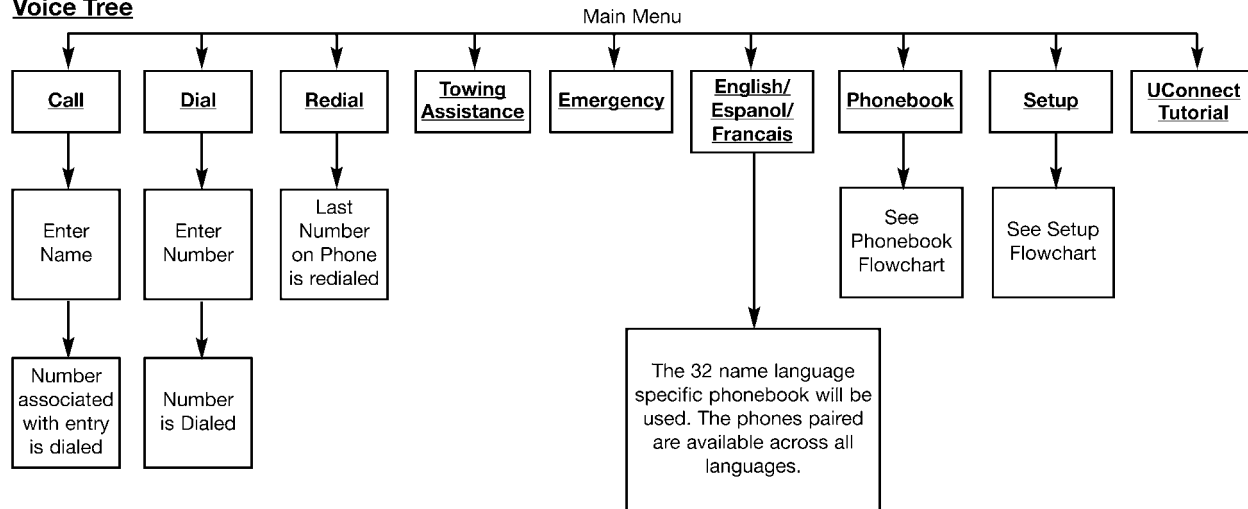 Voice Tree
Main Menu
Call
Dial
Redial
Towing
Assistance
Emergency
English/
Espanol/
Francais
Phonebook
Setup
UConnect
Tutorial
Enter
Name
Enter
Number
Last
Number
on Phone
is redialed
See
Phonebook
Flowchart
See Setup
Flowchart
Number
associated
with entry
is dialed
Number
is Dialed
The 32 name language
specific phonebook will be
used. The phones paired
are available across all
languages.